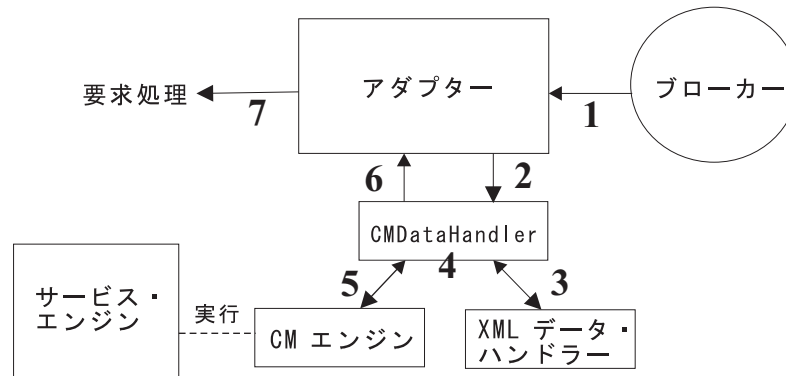 アダプター
ブローカー
要求処理
7
1
6
2
CMDataHandler
4
5
3
サービス・
エンジン
実行
CM エンジン
XML データ・
ハンドラー